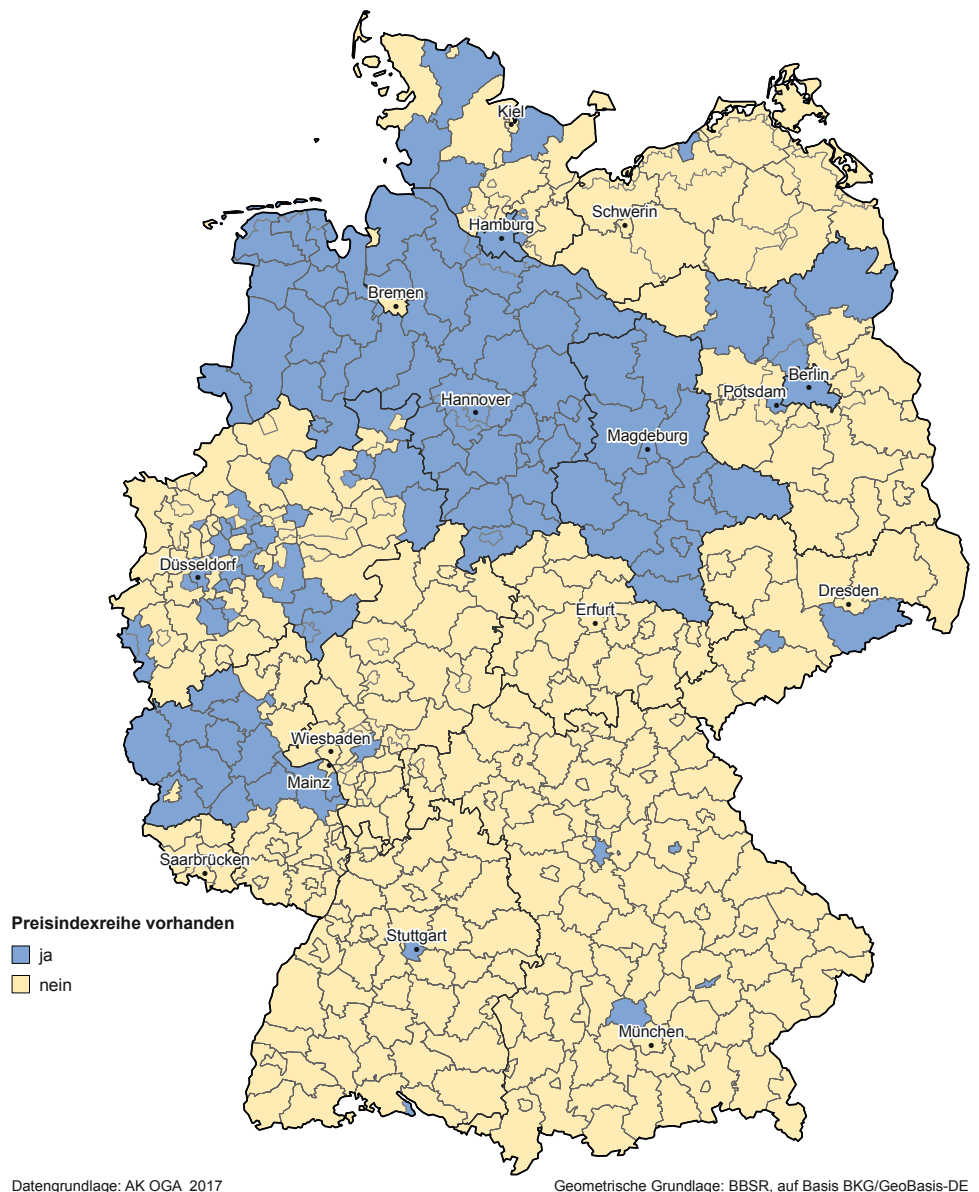 Kiel
Schwerin
Hamburg
Bremen
Berlin
Potsdam
Hannover
Magdeburg
Düsseldorf
Dresden
Erfurt
Wiesbaden
Mainz
Saarbrücken
Preisindexreihe vorhanden
ja
nein
Stuttgart
München
Datengrundlage: AK OGA 2017
Geometrische Grundlage: BBSR, auf Basis BKG/GeoBasis-DE